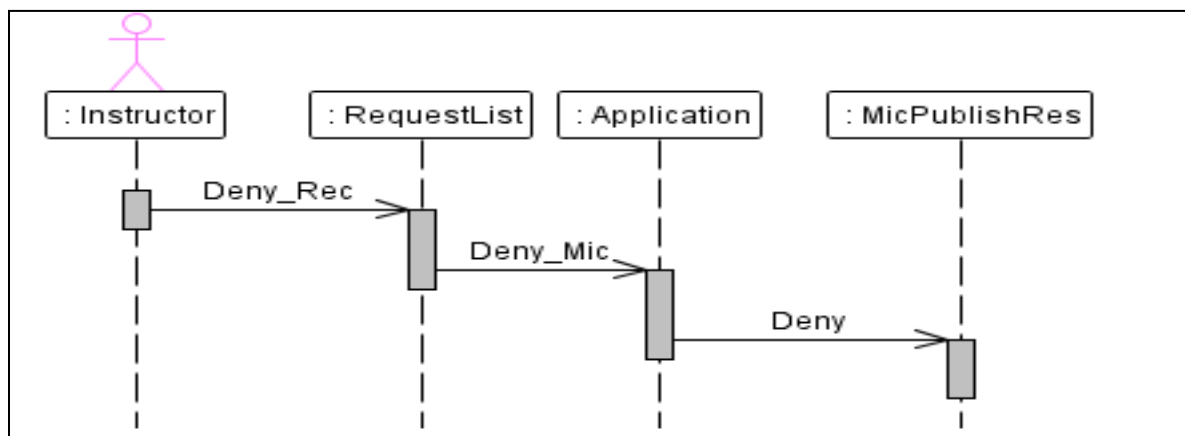 : Instructor
: RequestList
: Application
: MicPublishRes
Deny_Rec
Deny_Mic
Deny